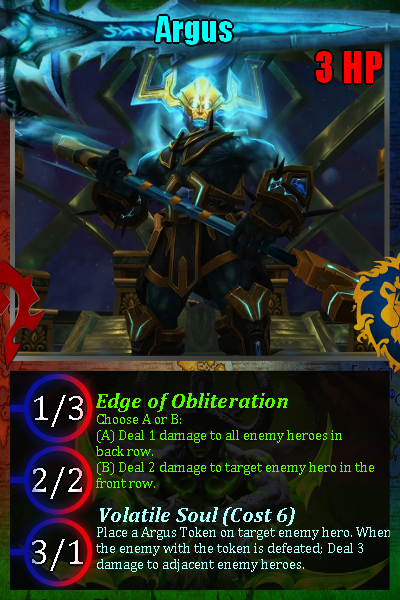 Argus
3 HP
1/3
2/2
3/1
Edge of Obliteration
Choose A or B:
(A) Deal 1 damage to all enemy heroes in
back row.
(B) Deal 2 damage to target enemy hero in the
front row.
Volatile Soul (Cost 6)
Place a Argus Token on target enemy hero. When
the enemy with the token is defeated; Deal 3
damage to adjacent enemy heroes.